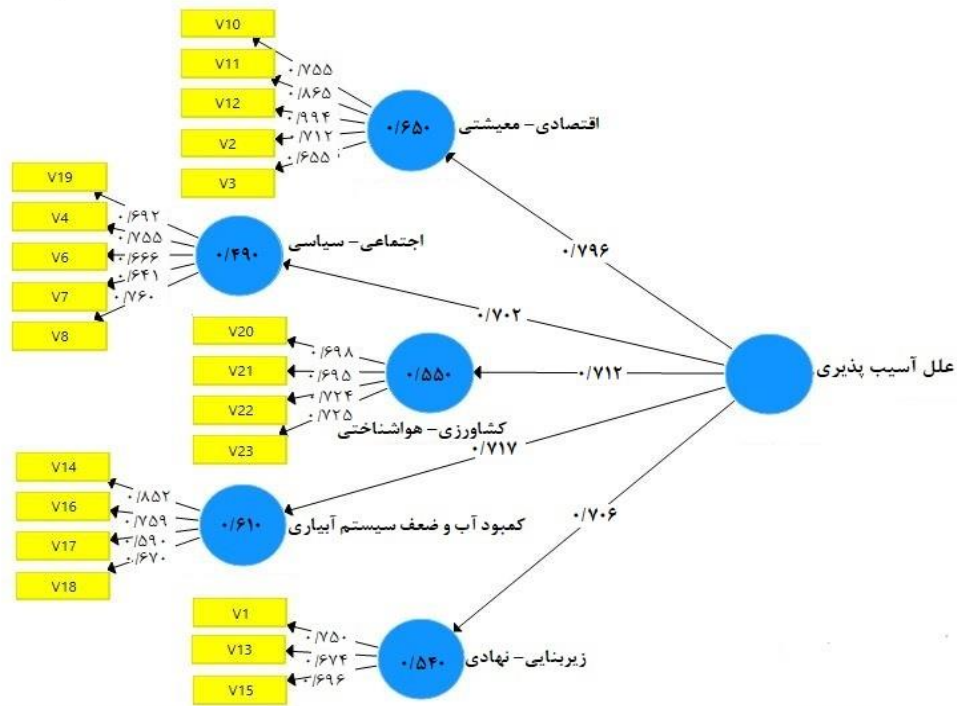 V10
V11
V12
V2
V3
۰/۷۵۵
۰/۸۶۵
۰/۹۹۴
۰/۷۱۲
۰/۶۵۵
۰/۶۵۰
اقتصادی- معیشتی
۰/۷۹۶
V19
V4
V6
V7
V8
۰/۶۹۲
۰/۷۵۵
۰/۶۶۶
۰/۶۴۱
۰/۷۶۰
۰/۴۹۰
اجتماعی- سیاسی
۰/۷۰۲
V20
V21
V22
V23
۰/۶۹۸
۰/۶۹۵
۰/۷۲۴
۰/۷۲۵
۰/۵۵۰
کشاورزی- هواشناختی
۰/۷۱۲
علل آسیب پذیری
V14
V16
V17
V18
۰/۸۵۲
۰/۷۵۹
۰/۵۹۰
۰/۶۷۰
۰/۶۱۰
کمبود آب و ضعف سیستم آبیاری
۰/۷۱۷
V1
V13
V15
۰/۷۵۰
۰/۶۷۴
۰/۶۹۶
۰/۵۴۰
زیربنایی- نهادی
۰/۷۰۶